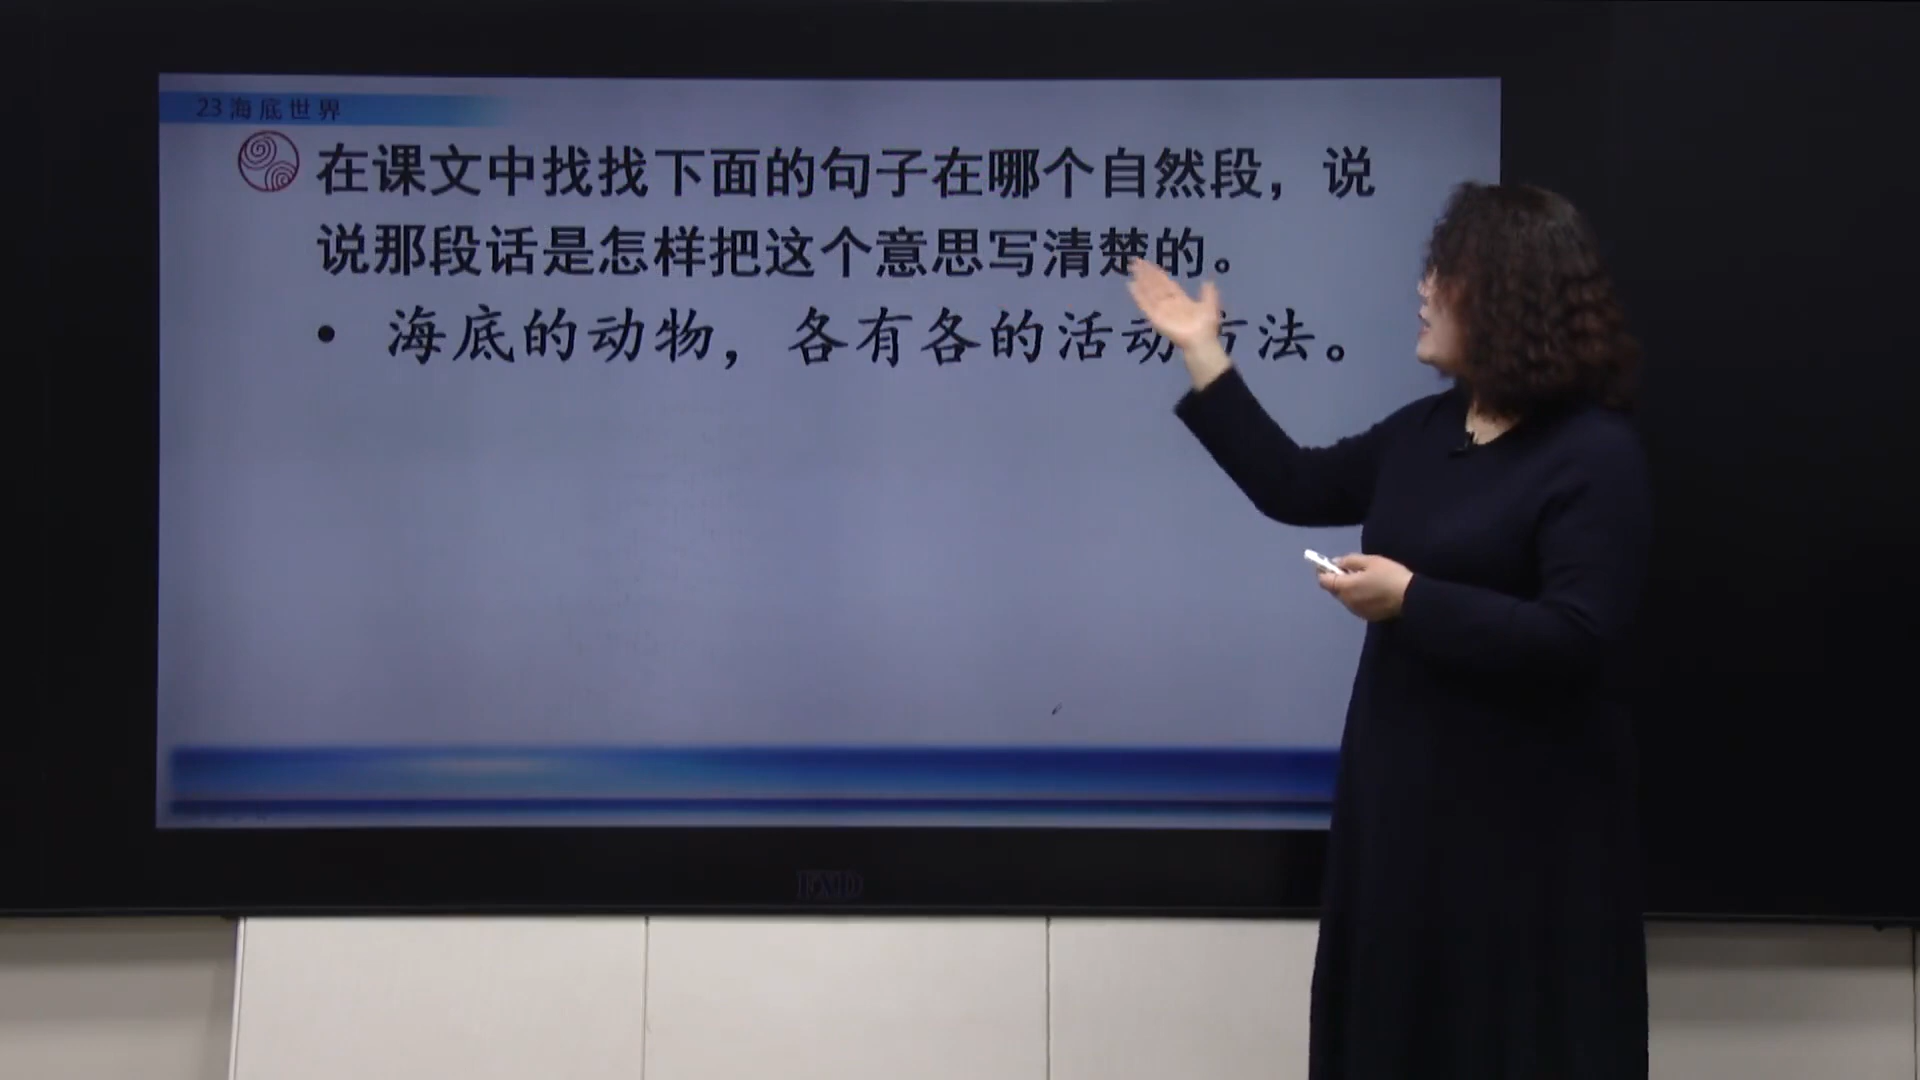 23 海底世界
在课文中找找下面的句子在哪个自然段，说
说那段话是怎样把这个意思写清楚的。
• 海底的动物，各有各的活动方法。